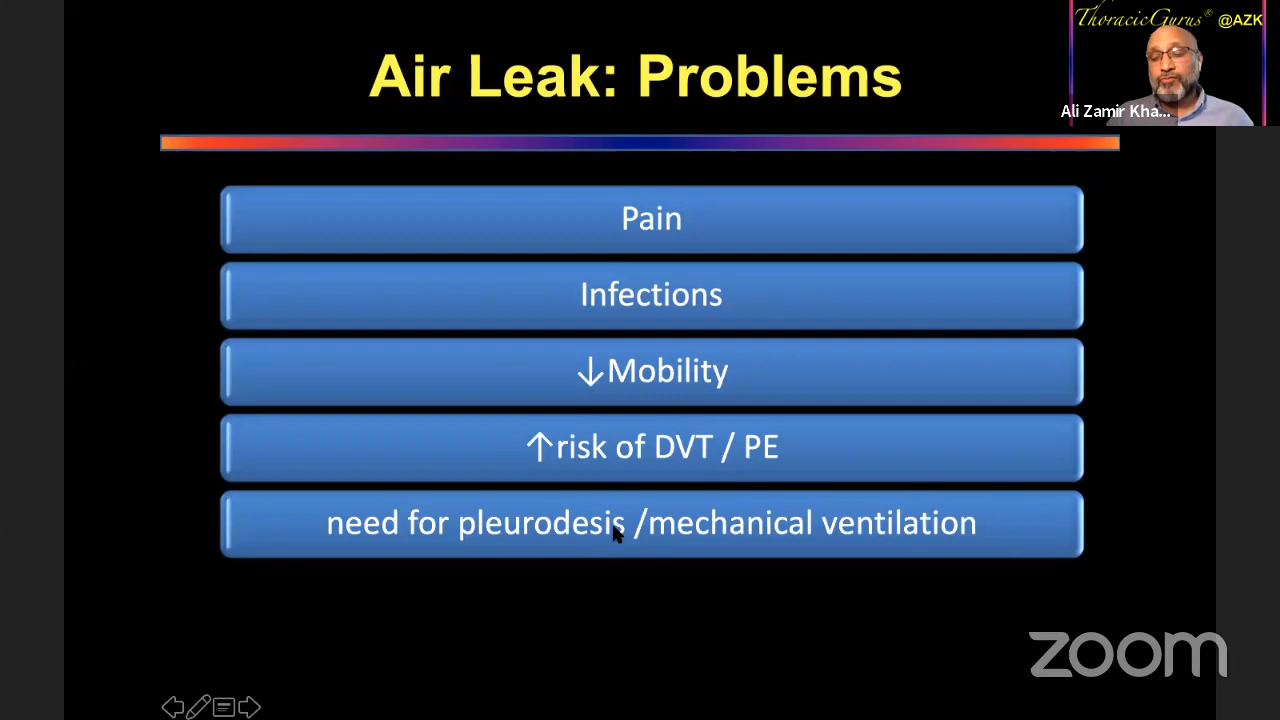 ThoracicGurus® @AZK
Air Leak: Problems
Ali Zamir Kha...
Pain
Infections
↓Mobility
↑risk of DVT / PE
need for pleurodesis /mechanical ventilation
zoom